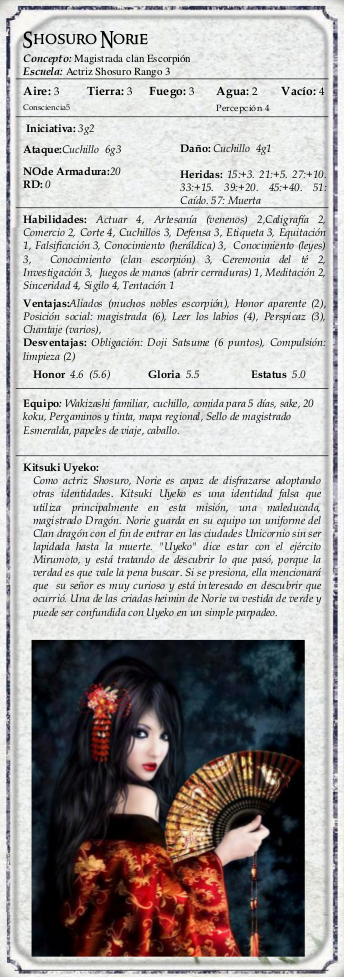 Shosuro Norie
Concepto: Magistrada clan Escorpión
Escuela: Actriz Shosuro Rango 3
Aire: 3 Tierra: 3 Fuego: 3 Agua: 2 Vacío: 4
Consciencia5 Percepción 4
Iniciativa: 3g2
Ataque:Cuchillo 6g3 Daño: Cuchillo 4g1
NOde Armadura:20
RD: 0
Heridas: 15:+3. 21:+5. 27:+10.
33:+15. 39:+20. 45:+40. 51:
Caído. 57: Muerta
Habilidades: Actuar 4, Artesanía (venenos) 2,Caligrafía 2,
Comercio 2, Corte 4, Cuchillos 3, Defensa 3, Etiqueta 3, Equitación
1, Falsificación 3, Conocimiento (heráldica) 3, Conocimiento (leyes)
3, Conocimiento (clan escorpión) 3, Ceremonia del té 2,
Investigación 3, Juegos de manos (abrir cerraduras) 1, Meditación 2,
Sinceridad 4, Sigilo 4, Tentación 1
Ventajas:Aliados (muchos nobles escorpión), Honor aparente (2),
Posición social: magistrada (6), Leer los labios (4), Perspicaz (3),
Chantaje (varios),
Desventajas: Obligación: Doji Satsume (6 puntos), Compulsión:
limpieza (2)
Honor 4.6 (5.6) Gloria 5.5 Estatus 5.0
Equipo: Wakizashi familiar, cuchillo, comida para 5 días, sake, 20
koku, Pergaminos y tinta, mapa regional, Sello de magistrado
Esmeralda, papeles de viaje, caballo.
Kitsuki Uyeko:
Como actriz Shosuro, Norie es capaz de disfrazarse adoptando
otras identidades. Kitsuki Uyeko es una identidad falsa que
utiliza principalmente en esta misión, una maleducada,
magistrado Dragón. Norie guarda en su equipo un uniforme del
Clan dragón con el fin de entrar en las ciudades Unicornio sin ser
lapidada hasta la muerte. "Uyeko" dice estar con el ejército
Mirumoto, y está tratando de descubrir lo que pasó, porque la
verdad es que vale la pena buscar. Si se presiona, ella mencionará
que su señor es muy curioso y está interesado en descubrir que
ocurrió. Una de las criadas heimin de Norie va vestida de verde y
puede ser confundida con Uyeko en un simple parpadeo.